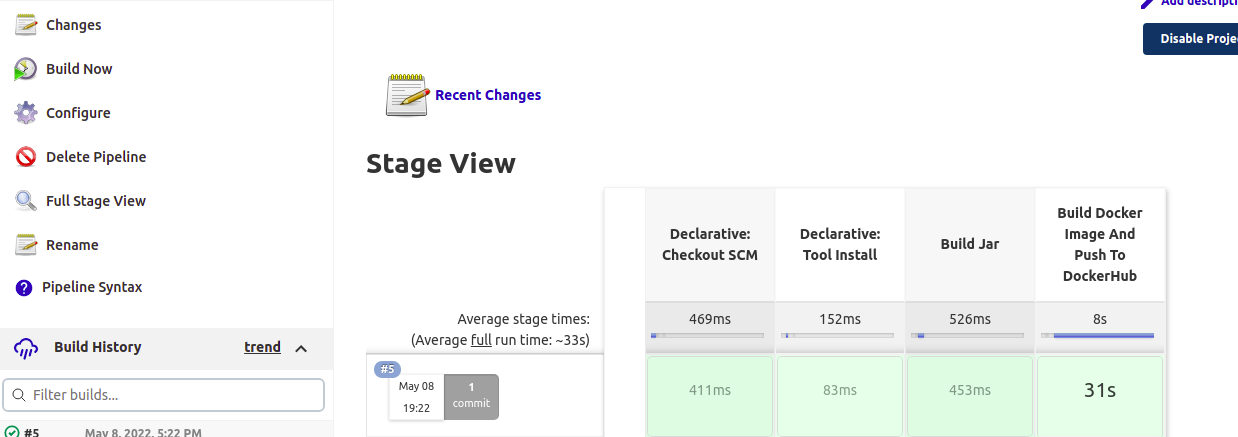 Changes
Build Now
Configure
Delete Pipeline
Full Stage View
Rename
Pipeline Syntax
Build History
trend
Filter builds...
#5
May 8, 2022, 5:22 PM
Add descripti
Disable Proje
Recent Changes
Stage View
Declarative:
Checkout SCM
Declarative:
Tool Install
Build Jar
Build Docker
Image And
Push To
DockerHub
Average stage times:
(Average full run time: ~33s)
469ms
152ms
526ms
8s
#5
May 08
19:22
1
commit
411ms
83ms
453ms
31s